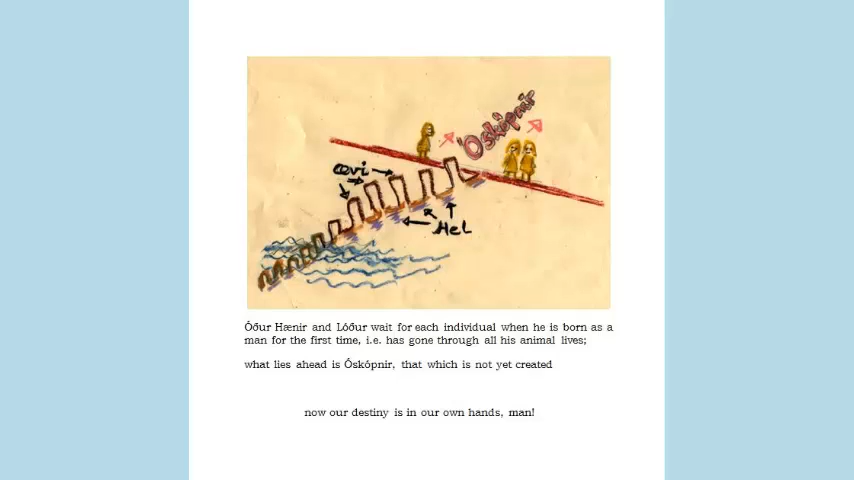 Óskópnir
ævi
Hel
Óður Hænir and Lóður wait for each individual when he is born as a
man for the first time, i.e. has gone through all his animal lives;
what lies ahead is Óskópnir, that which is not yet created
now our destiny is in our own hands, man!